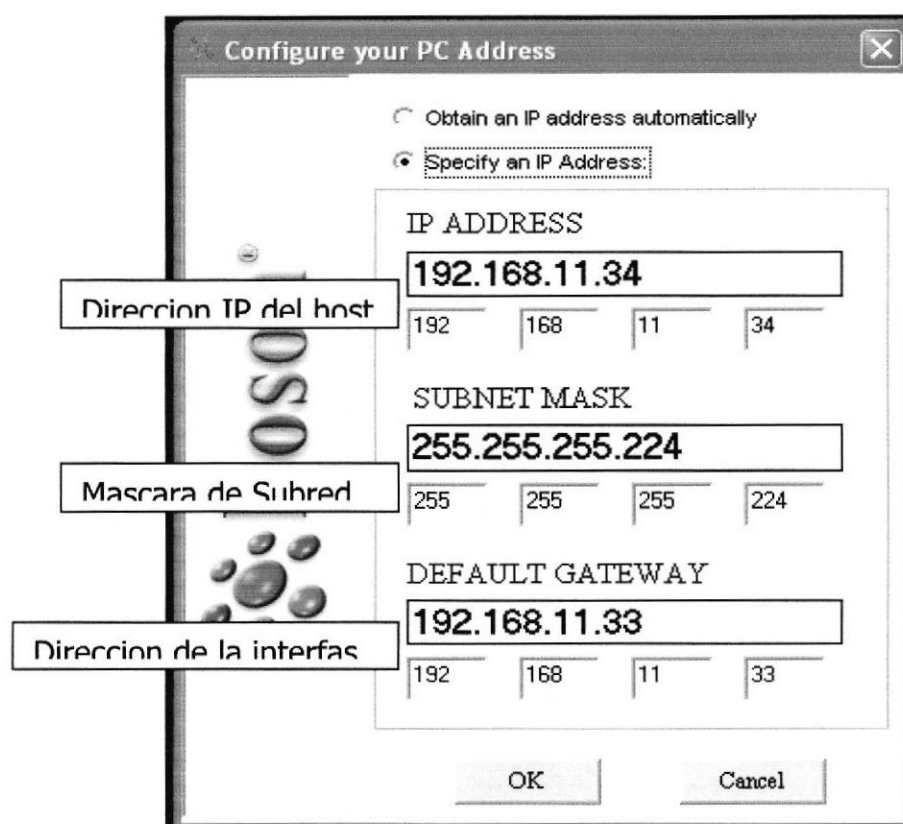 Configure your PC Address
Obtain an IP address automatically
Specify an IP Address:
IP ADDRESS
192.168.11.34
Direccion IP del host
192 168 11 34
SUBNET MASK
255.255.255.224
Mascara de Subred
255 255 255 224
DEFAULT GATEWAY
192.168.11.33
Direccion de la interfas
192 168 11 33
OK Cancel